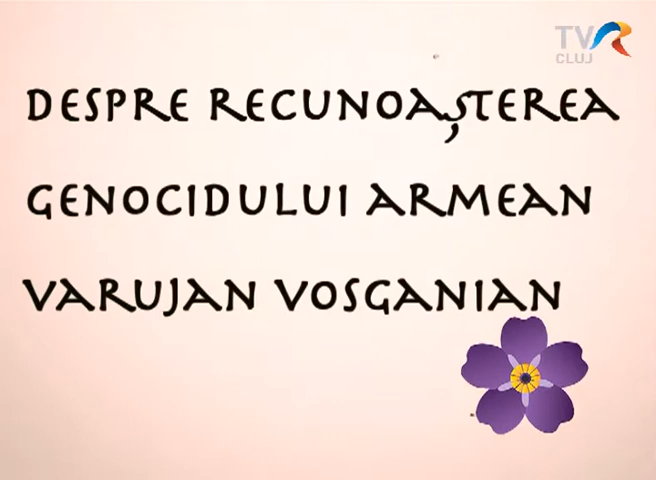 TVR
CLUJ
DESPRE RECUNOAȘTEREA
GENOCIDULUI ARMEAN
VARUJAN VOSGANIAN